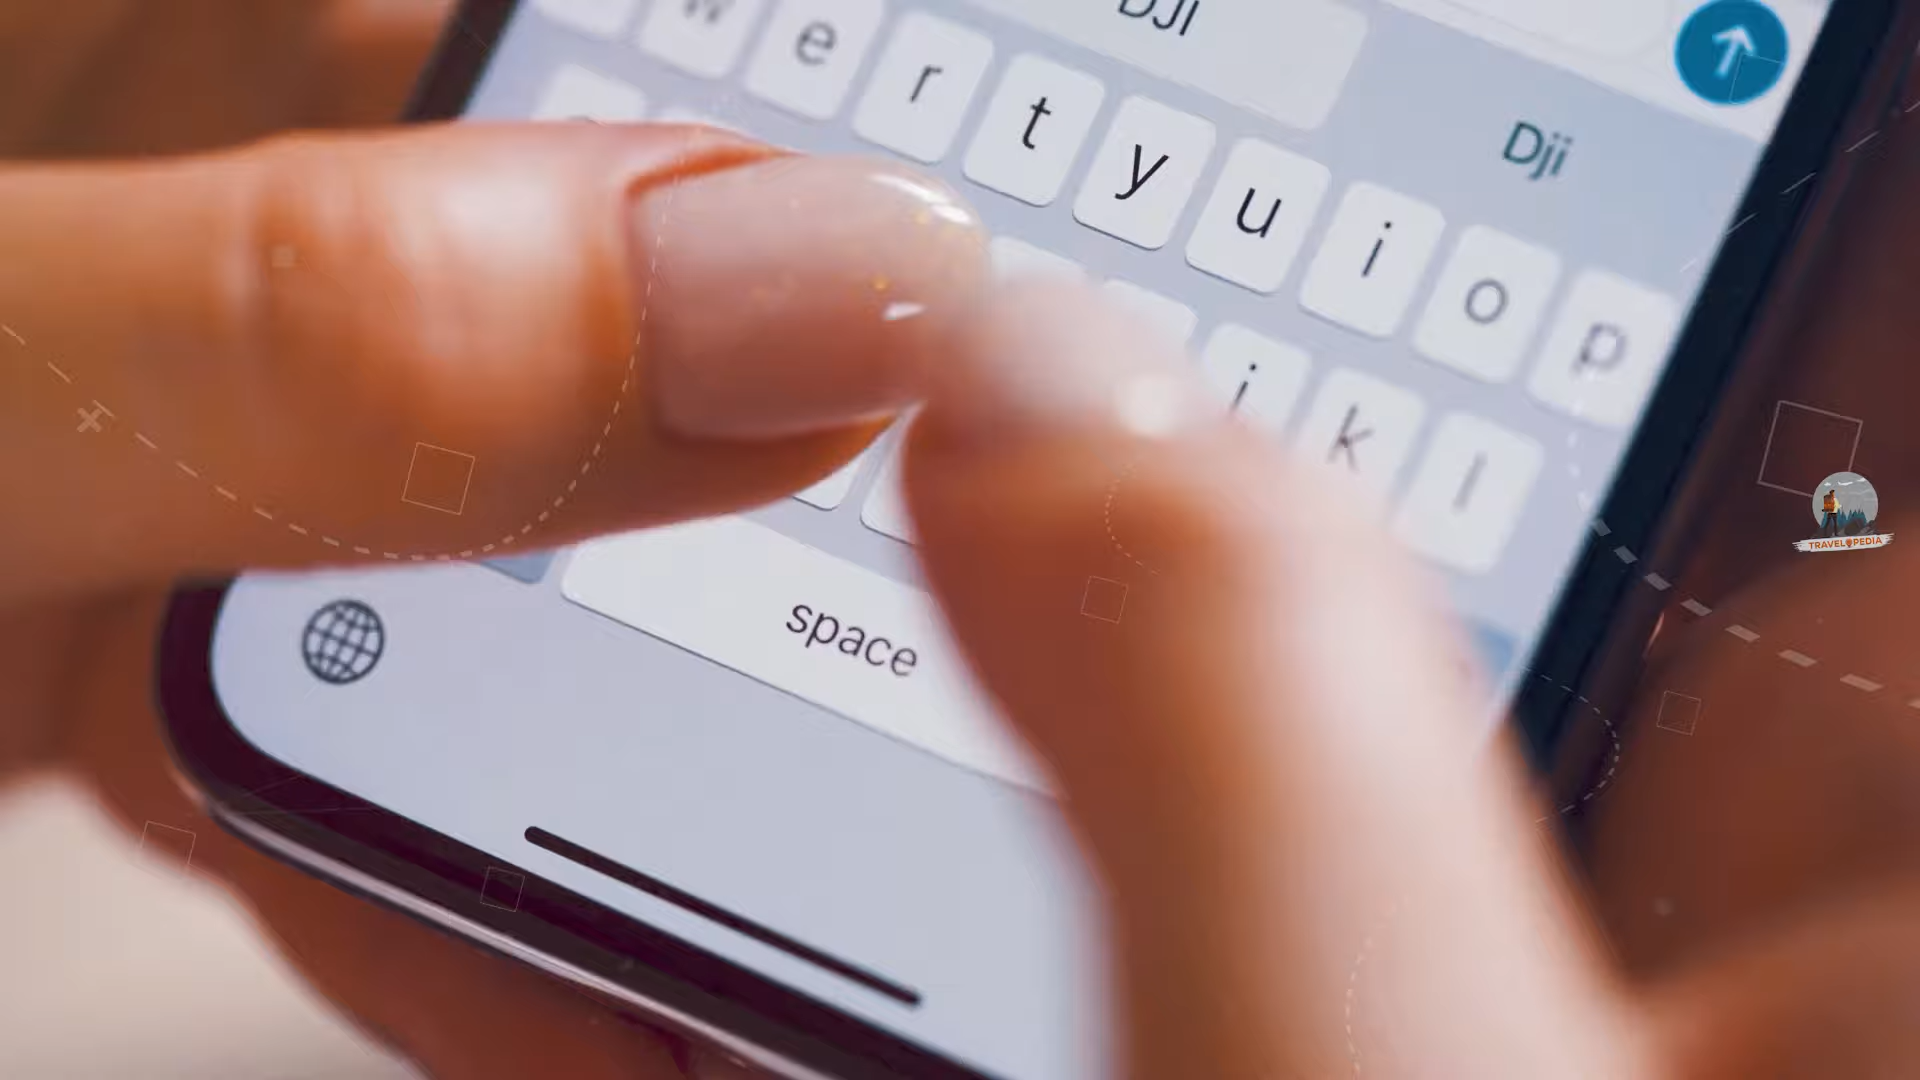 DJI
Dji
w e r t y u i o p
j k l
space
TRAVELOPEDIA